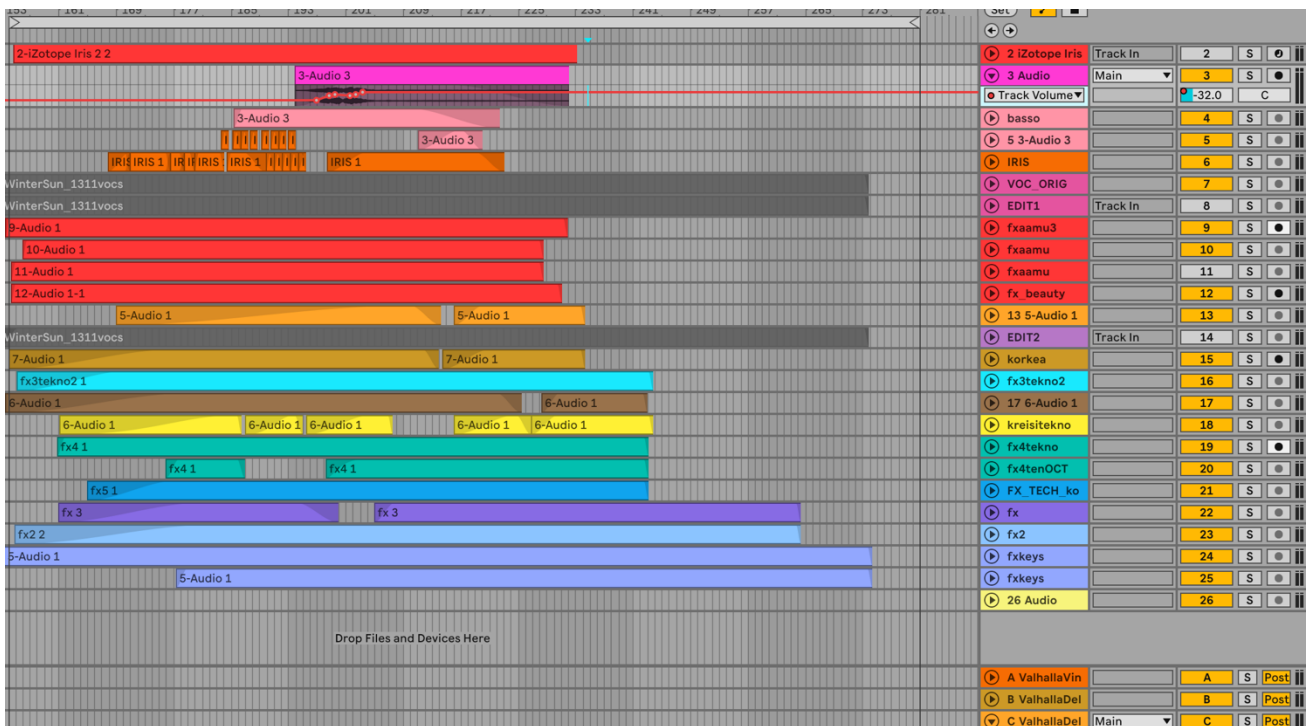 153 161 169 177 185 193 201 209 217 225 233 241 249 257 265 273 281 Set
2-iZotope Iris 2 2 2 iZotope Iris Track In 2 S
3-Audio 3 3 Audio Main 3 S
Track Volume -32.0 C
3-Audio 3 basso 4 S
3-Audio 3 5 3-Audio 3 5 S
IRIS IRIS 1 IRIS IRIS 1 IRIS 1 IRIS 6 S
WinterSun_1311vocs VOC_ORIG 7 S
WinterSun_1311vocs EDIT1 Track In 8 S
9-Audio 1 fxaamu3 9 S
10-Audio 1 fxaamu 10 S
11-Audio 1 fxaamu 11 S
12-Audio 1-1 fx_beauty 12 S
5-Audio 1 5-Audio 1 13 5-Audio 1 13 S
WinterSun_1311vocs EDIT2 Track In 14 S
7-Audio 1 7-Audio 1 korkea 15 S
fx3tekno2 1 fx3tekno2 16 S
6-Audio 1 6-Audio 1 17 6-Audio 1 17 S
6-Audio 1 6-Audio 1 6-Audio 1 6-Audio 1 6-Audio 1 kreisitekno 18 S
fx4 1 fx4tekno 19 S
fx4 1 fx4 1 fx4tenOCT 20 S
fx5 1 FX_TECH_ko 21 S
fx 3 fx 3 fx 22 S
fx2 2 fx2 23 S
5-Audio 1 fxkeys 24 S
5-Audio 1 fxkeys 25 S
26 Audio 26 S
Drop Files and Devices Here
A ValhallaVin A S Post
B ValhallaDel B S Post
C ValhallaDel Main C S Post